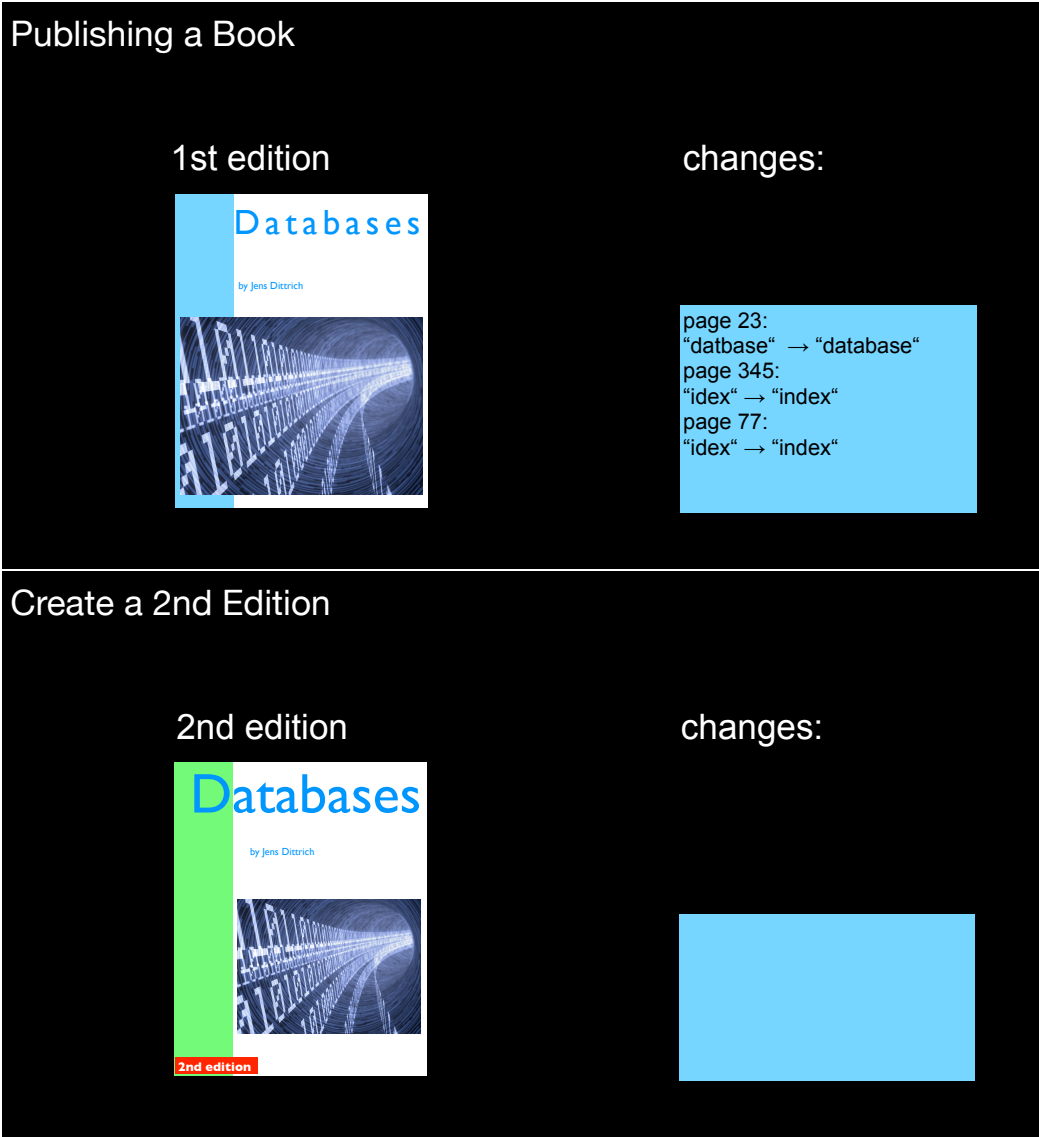 Publishing a Book
1st edition
changes:
Databases
by Jens Dittrich
page 23:
“datbase“ → “database“
page 345:
“idex“ → “index“
page 77:
“idex“ → “index“
Create a 2nd Edition
2nd edition
changes:
Databases
by Jens Dittrich
2nd edition